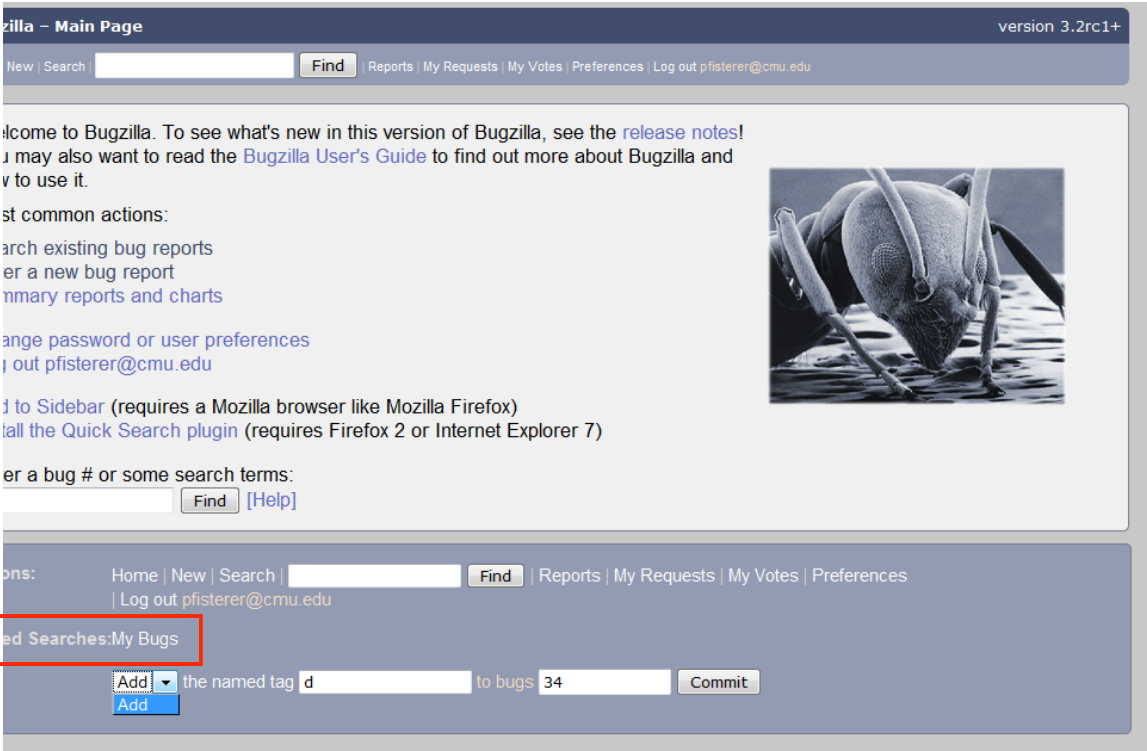 zilla – Main Page version 3.2rc1+
New | Search | Find | Reports | My Requests | My Votes | Preferences | Log out pfisterer@cmu.edu
elcome to Bugzilla. To see what's new in this version of Bugzilla, see the release notes!
u may also want to read the Bugzilla User's Guide to find out more about Bugzilla and
w to use it.
st common actions:
arch existing bug reports
er a new bug report
mmary reports and charts
ange password or user preferences
g out pfisterer@cmu.edu
d to Sidebar (requires a Mozilla browser like Mozilla Firefox)
tall the Quick Search plugin (requires Firefox 2 or Internet Explorer 7)
er a bug # or some search terms:
Find [Help]
ons: Home | New | Search | Find | Reports | My Requests | My Votes | Preferences
| Log out pfisterer@cmu.edu
ed Searches:My Bugs
Add the named tag d to bugs 34 Commit
Add